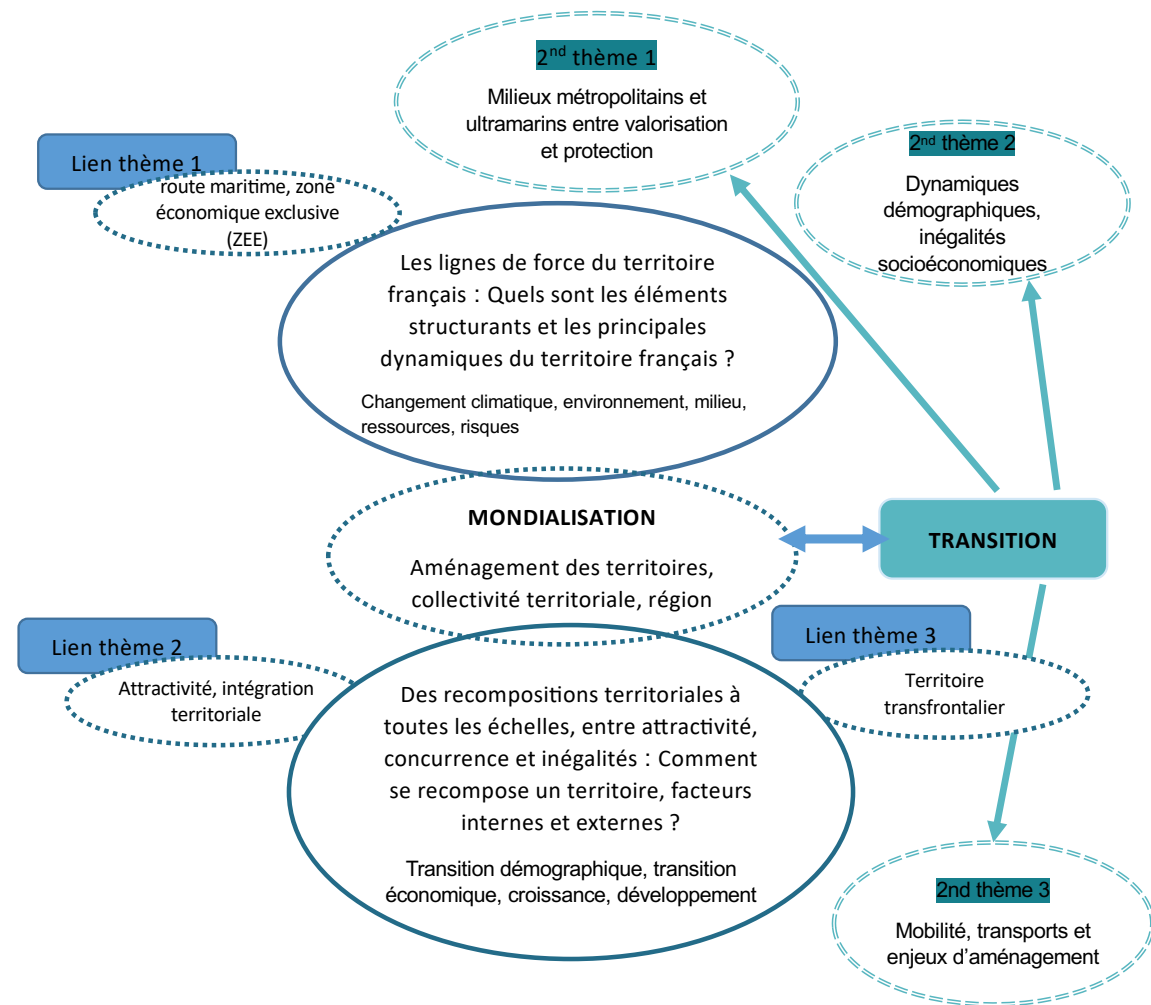 2nd thème 1
Milieux métropolitains et
ultramarins entre valorisation
et protection
2nd thème 2
Dynamiques
démographiques,
inégalités
socioéconomiques
Lien thème 1
route maritime, zone
économique exclusive
(ZEE)
Les lignes de force du territoire
français : Quels sont les éléments
structurants et les principales
dynamiques du territoire français ?
Changement climatique, environnement, milieu,
ressources, risques
MONDIALISATION
Aménagement des territoires,
collectivité territoriale, région
TRANSITION
Lien thème 2
Attractivité, intégration
territoriale
Lien thème 3
Territoire
transfrontalier
Des recompositions territoriales à
toutes les échelles, entre attractivité,
concurrence et inégalités : Comment
se recompose un territoire, facteurs
internes et externes ?
Transition démographique, transition
économique, croissance, développement
2nd thème 3
Mobilité, transports et
enjeux d’aménagement